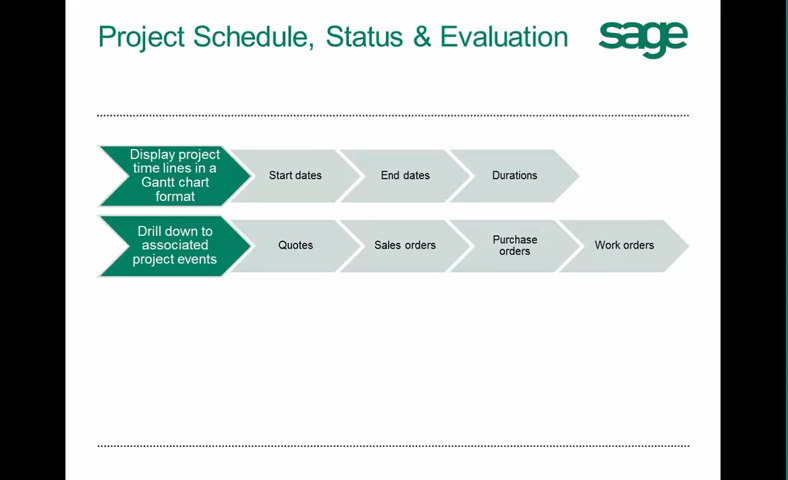 Project Schedule, Status & Evaluation
sage
Display project
time lines in a
Gantt chart
format
Start dates
End dates
Durations
Drill down to
associated
project events
Quotes
Sales orders
Purchase
orders
Work orders